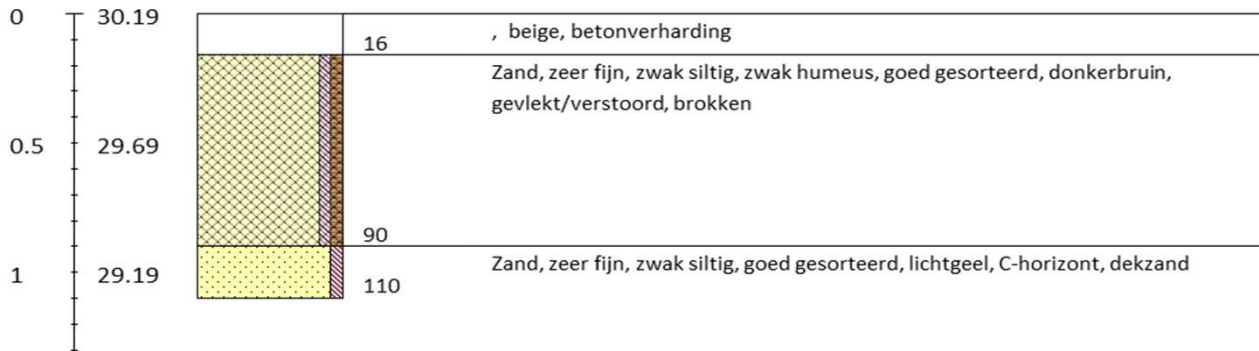 0 30.19
, beige, betonverharding
16
Zand, zeer fijn, zwak siltig, zwak humeus, goed gesorteerd, donkerbruin,
gevlekt/verstoord, brokken
0.5 29.69
90
Zand, zeer fijn, zwak siltig, goed gesorteerd, lichtgeel, C-horizont, dekzand
1 29.19
110